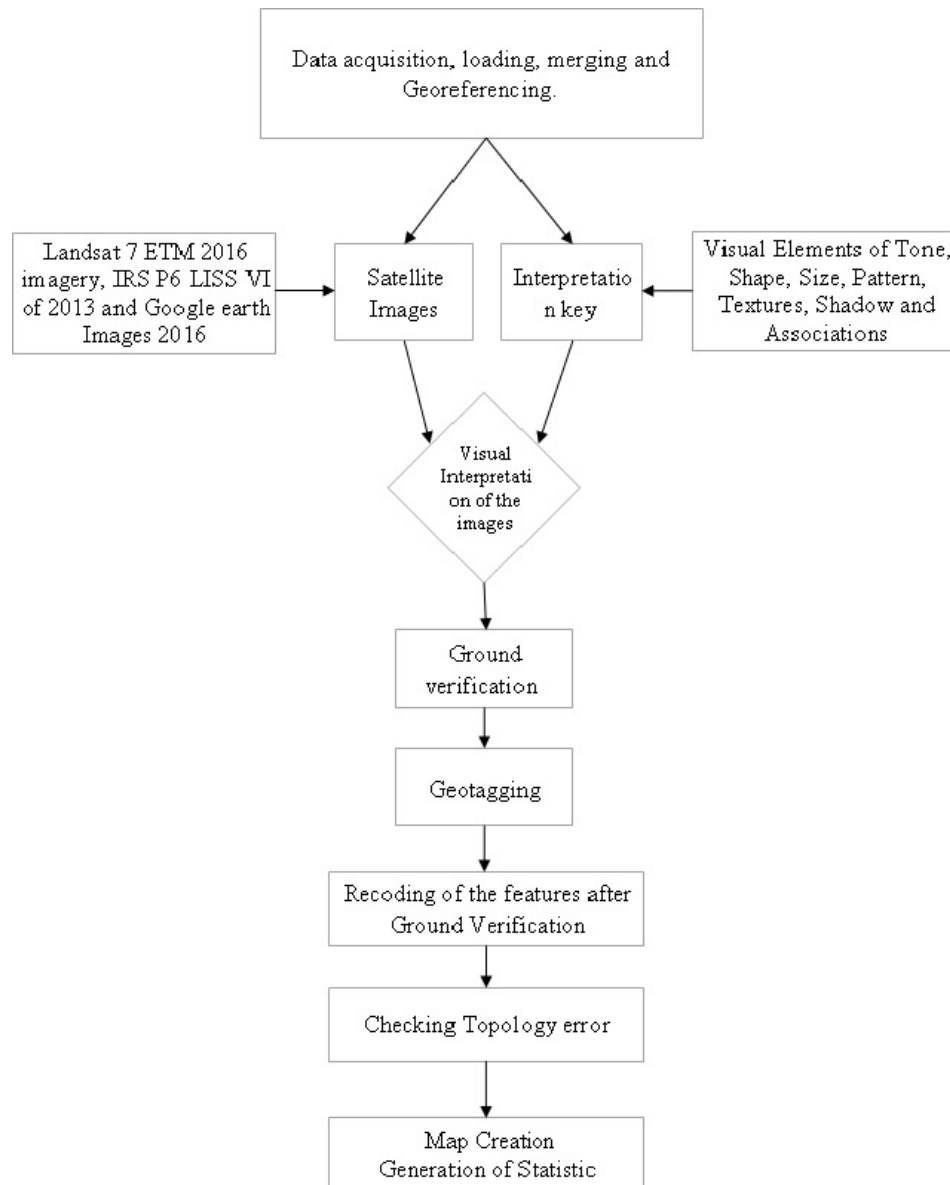 Data acquisition, loading, merging and
Georeferencing.
Landsat 7 ETM 2016
imagery, IRS P6 LISS VI
of 2013 and Google earth
Images 2016
Satellite
Images
Interpretatio
n key
Visual Elements of Tone,
Shape, Size, Pattern,
Textures, Shadow and
Associations
Visual
Interpretati
on of the
images
Ground
verification
Geotagging
Recoding of the features after
Ground Verification
Checking Topology error
Map Creation
Generation of Statistic